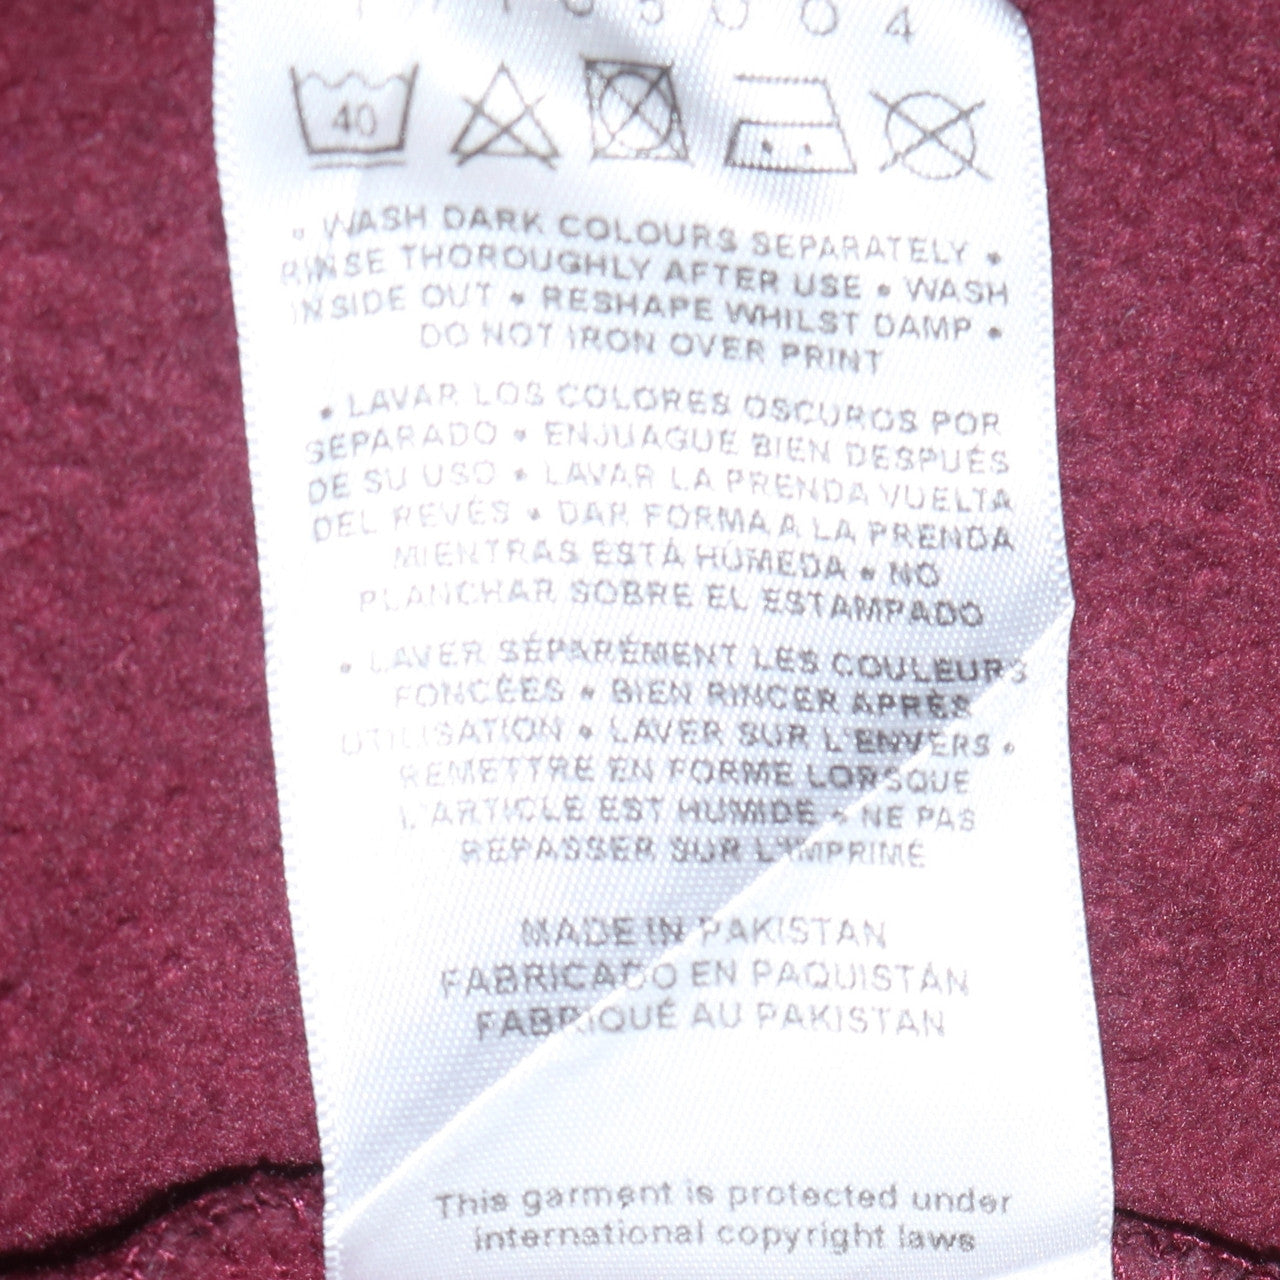 5004
40
• WASH DARK COLOURS SEPARATELY •
RINSE THOROUGHLY AFTER USE • WASH
INSIDE OUT • RESHAPE WHILST DAMP •
DO NOT IRON OVER PRINT
• LAVAR LOS COLORES OSCUROS POR
SEPARADO • ENJUAGUE BIEN DESPUÉS
DE SU USO • LAVAR LA PRENDA VUELTA
DEL REVÉS • DAR FORMA A LA PRENDA
MIENTRAS ESTÁ HÚMEDA • NO
PLANCHAR SOBRE EL ESTAMPADO
• LAVER SÉPARÉMENT LES COULEURS
FONCÉES • BIEN RINCER APRÈS
UTILISATION • LAVER SUR L'ENVERS •
REMETTRE EN FORME LORSQUE
L'ARTICLE EST HUMIDE • NE PAS
REPASSER SUR L'IMPRIMÉ
MADE IN PAKISTAN
FABRICADO EN PAQUISTÁN
FABRIQUÉ AU PAKISTAN
This garment is protected under
international copyright laws